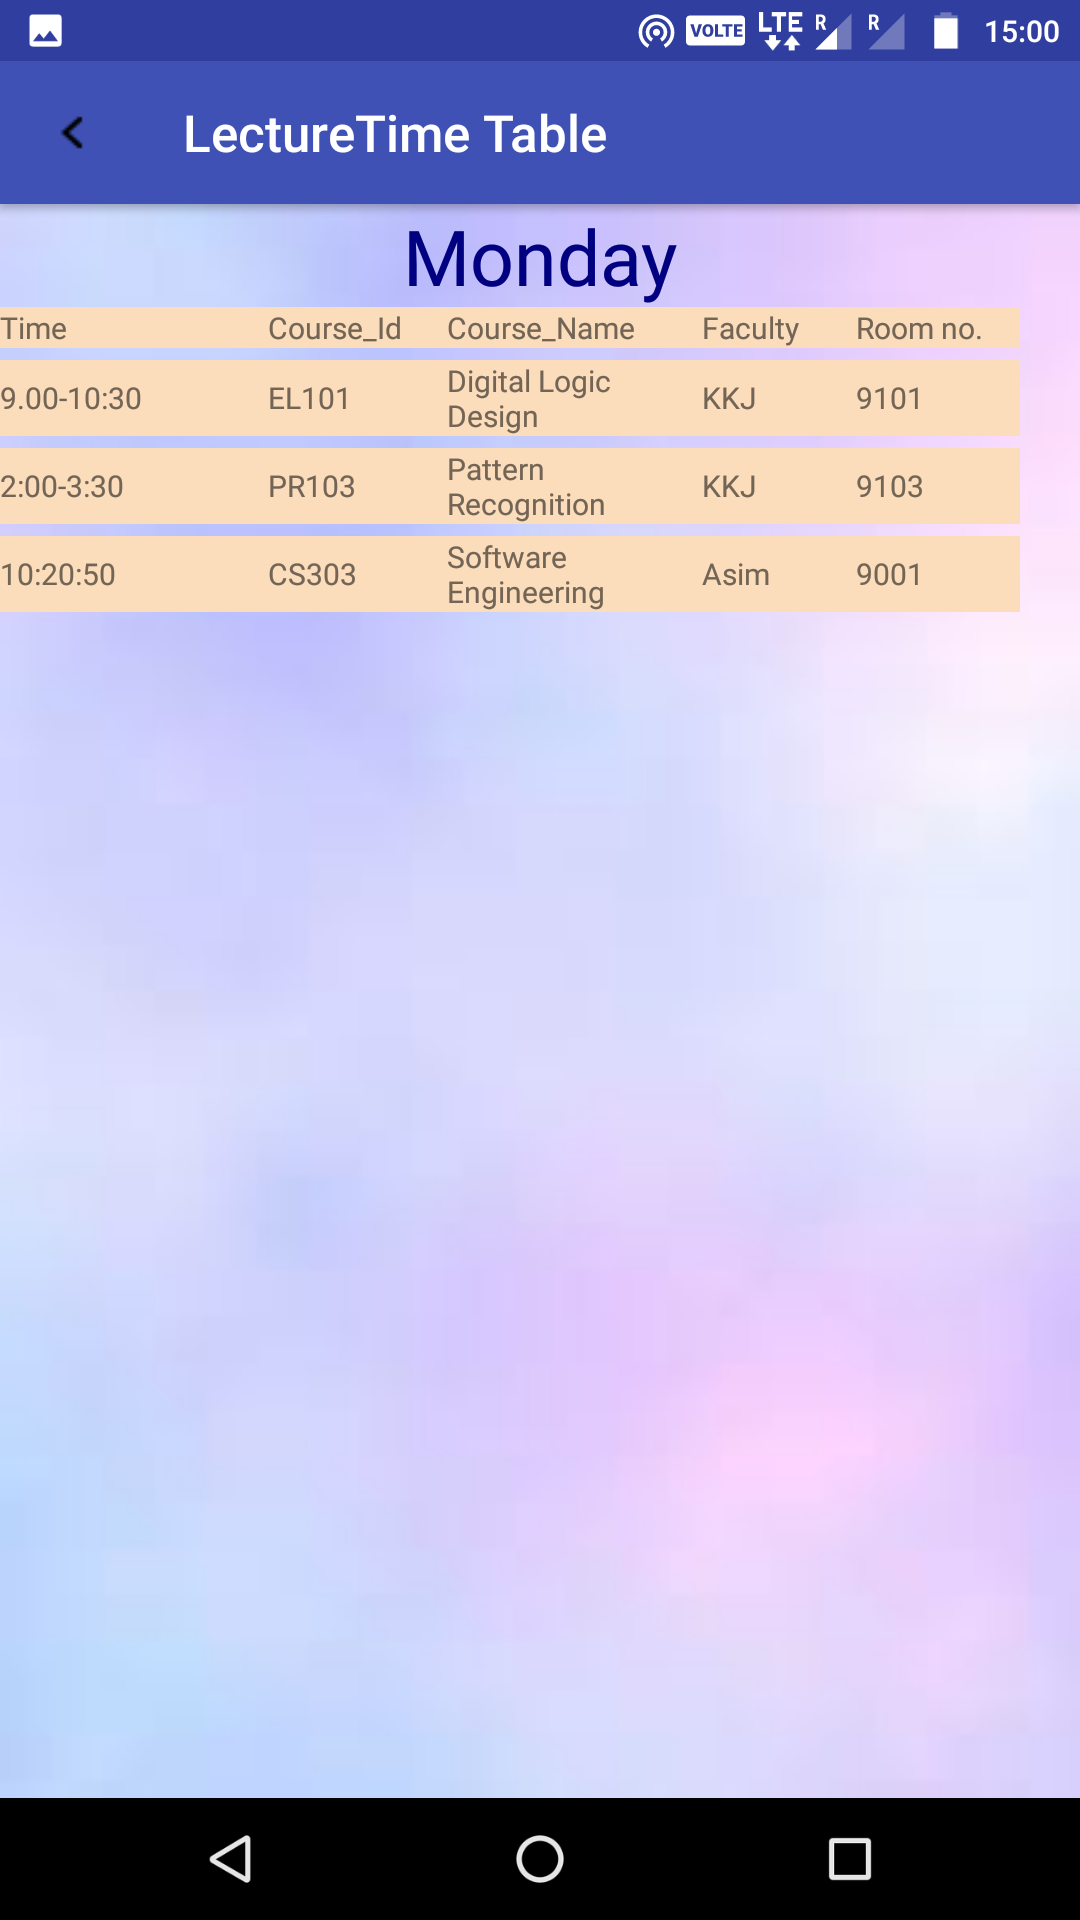 VOLTE LTE R R 15:00
LectureTime Table
Monday
Time Course_Id Course_Name Faculty Room no.
9.00-10:30 EL101 Digital Logic Design KKJ 9101
2:00-3:30 PR103 Pattern Recognition KKJ 9103
10:20:50 CS303 Software Engineering Asim 9001